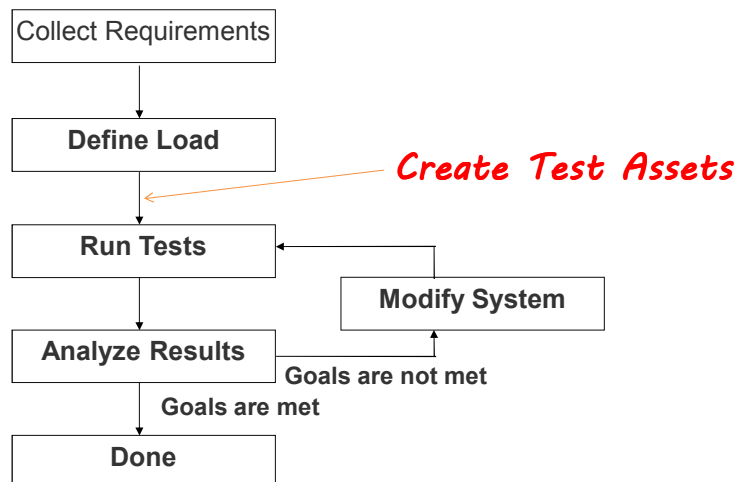 Collect Requirements
Define Load
Create Test Assets
Run Tests
Modify System
Analyze Results
Goals are not met
Goals are met
Done